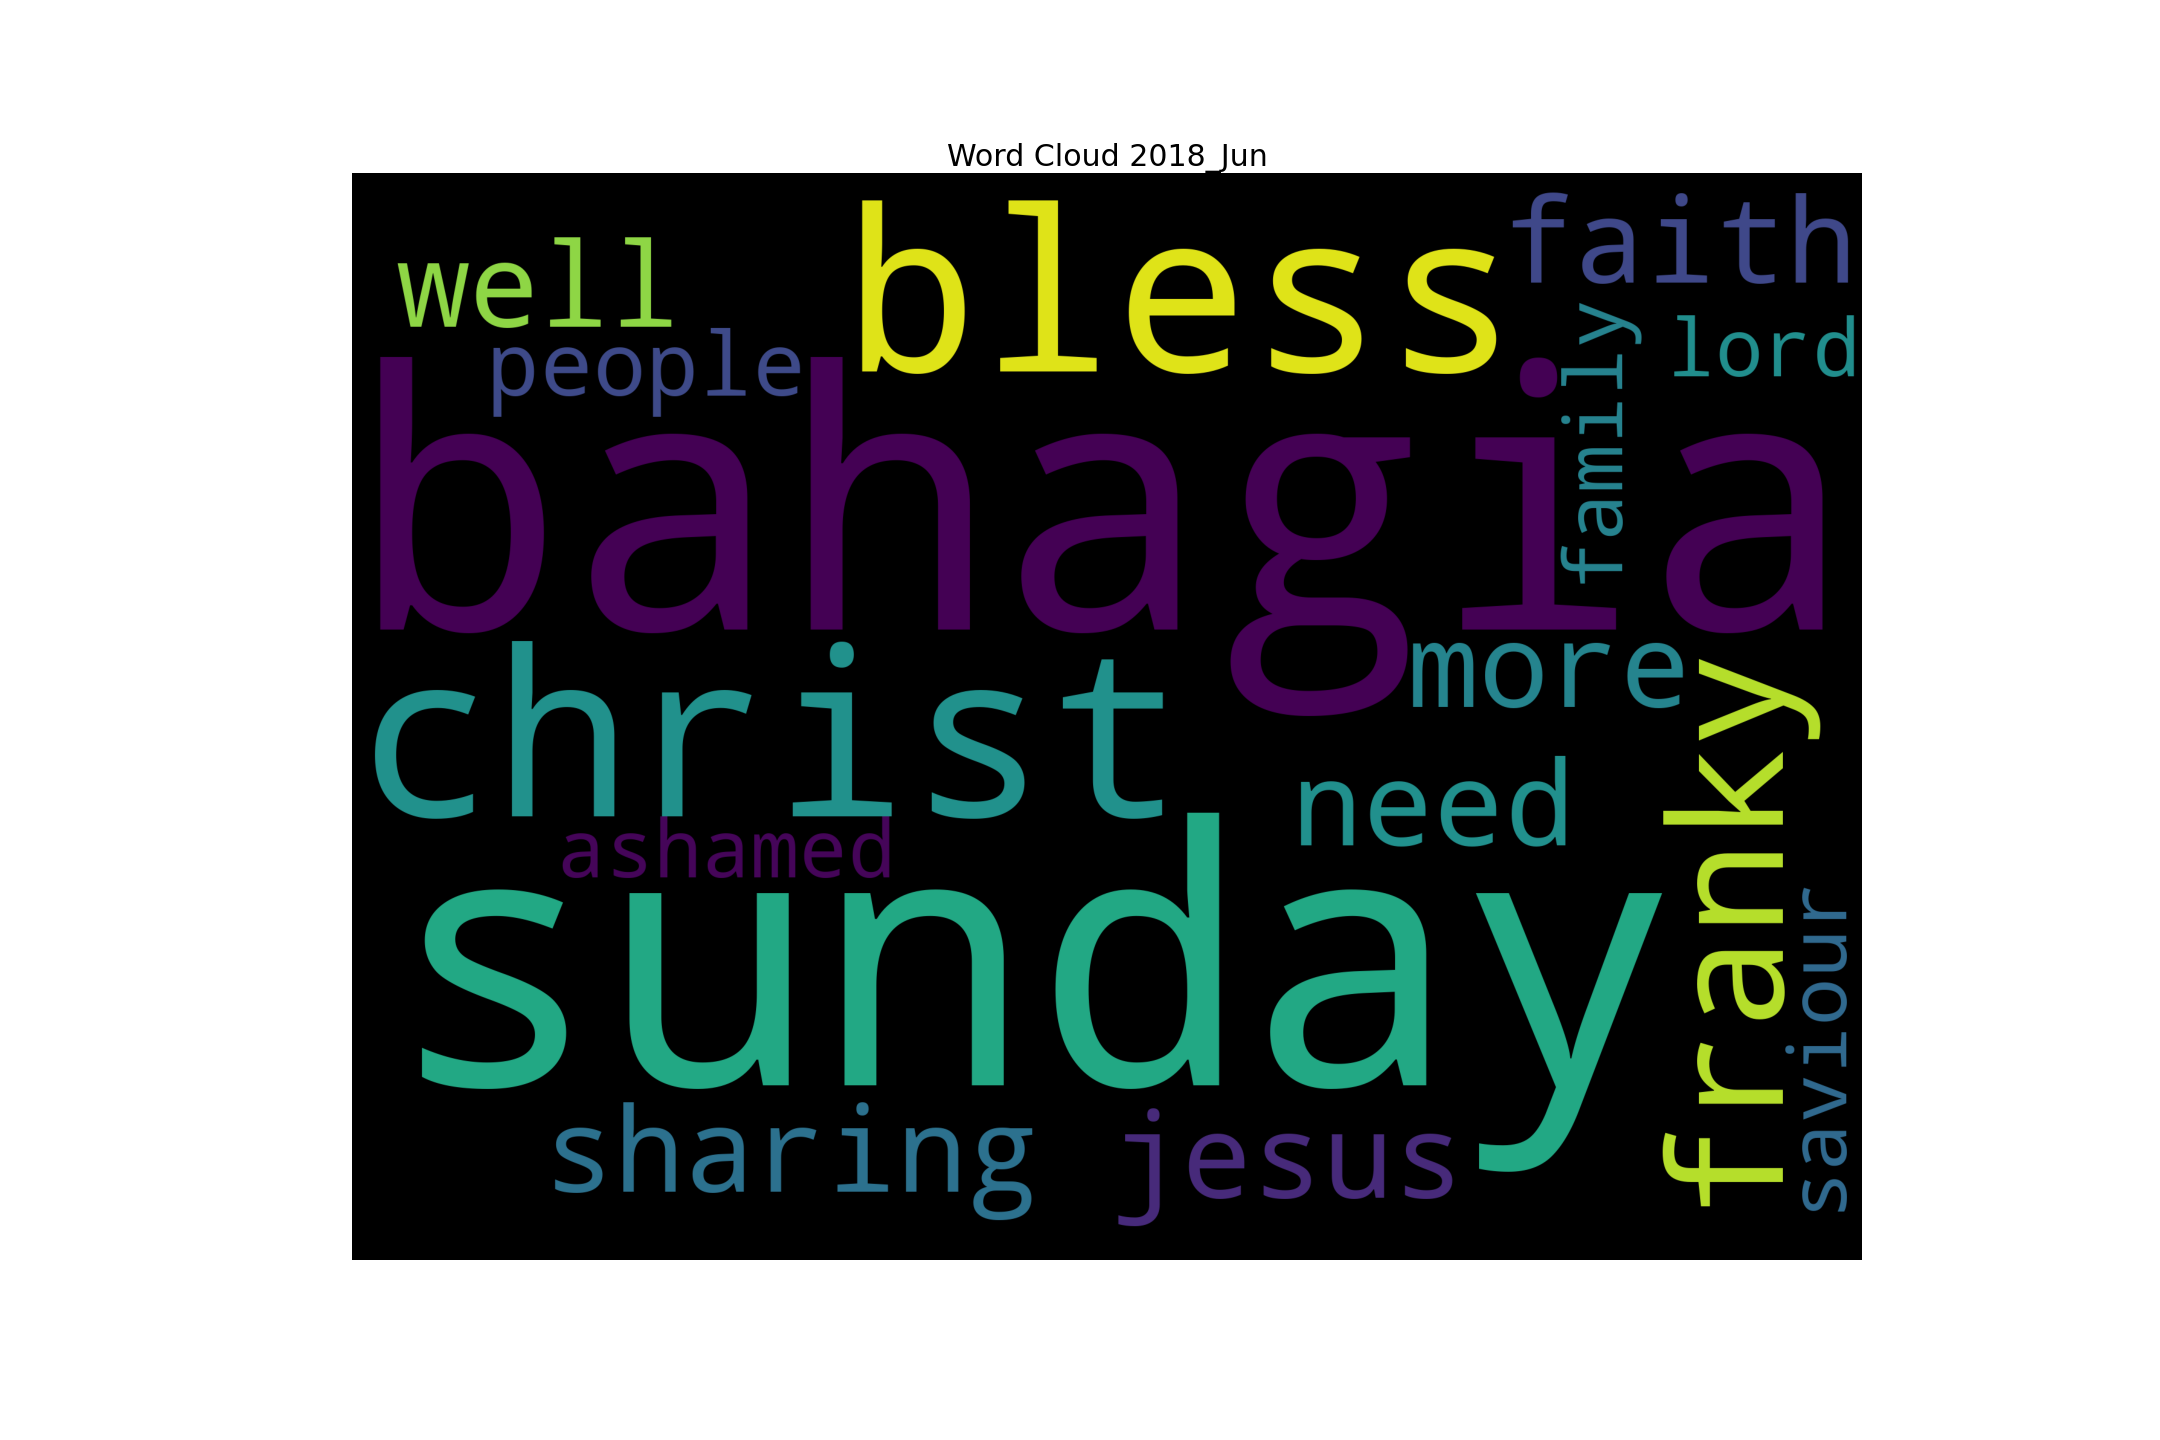 Word Cloud 2018_Jun
bless
faith
well
people
family
lord
bahagia
christ
more
need
franky
ashamed
sunday
saviour
sharing
jesus